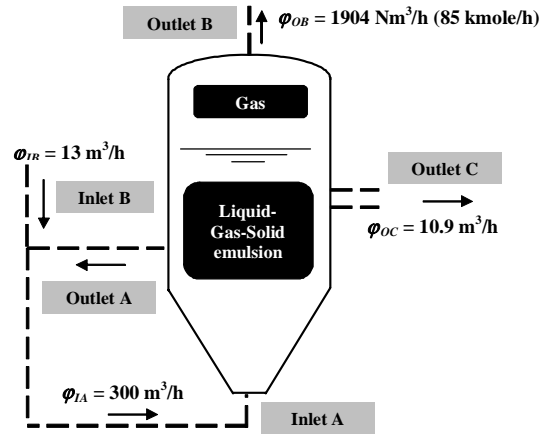 Outlet B
φOB = 1904 Nm³/h (85 kmole/h)
Gas
φIR = 13 m³/h
Inlet B
Outlet C
Liquid-
Gas-Solid
emulsion
φOC = 10.9 m³/h
Outlet A
φIA = 300 m³/h
Inlet A